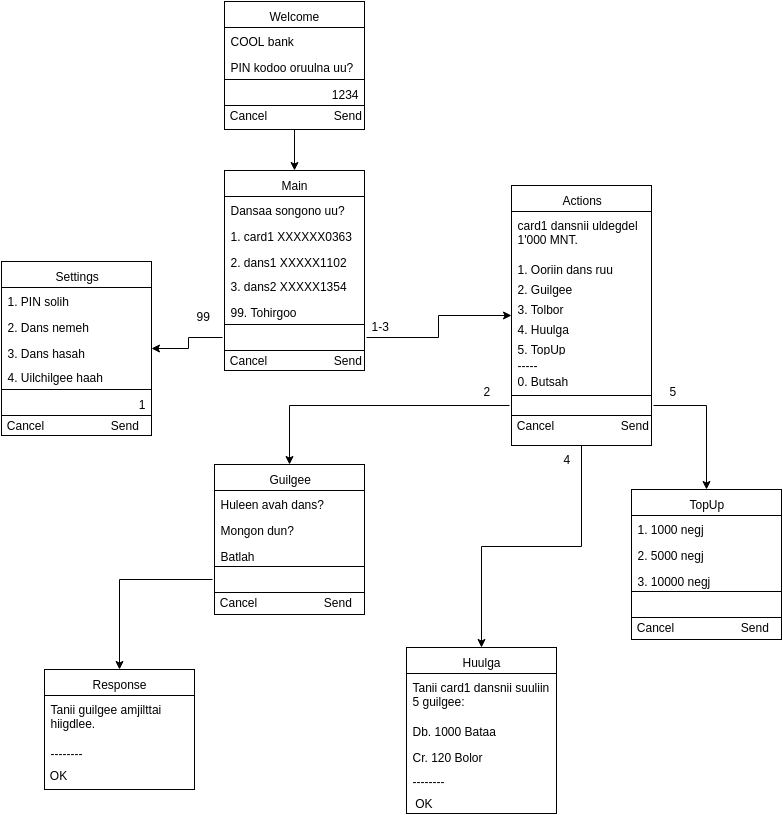 Welcome
COOL bank
PIN kodoo oruulna uu?
1234
Cancel Send
Main
Dansaa songono uu?
1. card1 XXXXXX0363
2. dans1 XXXXX1102
3. dans2 XXXXX1354
99. Tohirgoo
Cancel Send
99
1-3
Settings
1. PIN solih
2. Dans nemeh
3. Dans hasah
4. Uilchilgee haah
1
Cancel Send
Actions
card1 dansnii uldegdel
1'000 MNT.
1. Ooriin dans ruu
2. Guilgee
3. Tolbor
4. Huulga
5. TopUp
-----
0. Butsah
Cancel Send
2
5
4
Guilgee
Huleen avah dans?
Mongon dun?
Batlah
Cancel Send
TopUp
1. 1000 negj
2. 5000 negj
3. 10000 negj
Cancel Send
Response
Tanii guilgee amjilttai
hiigdlee.
--------
OK
Huulga
Tanii card1 dansnii suuliin
5 guilgee:
Db. 1000 Bataa
Cr. 120 Bolor
--------
OK